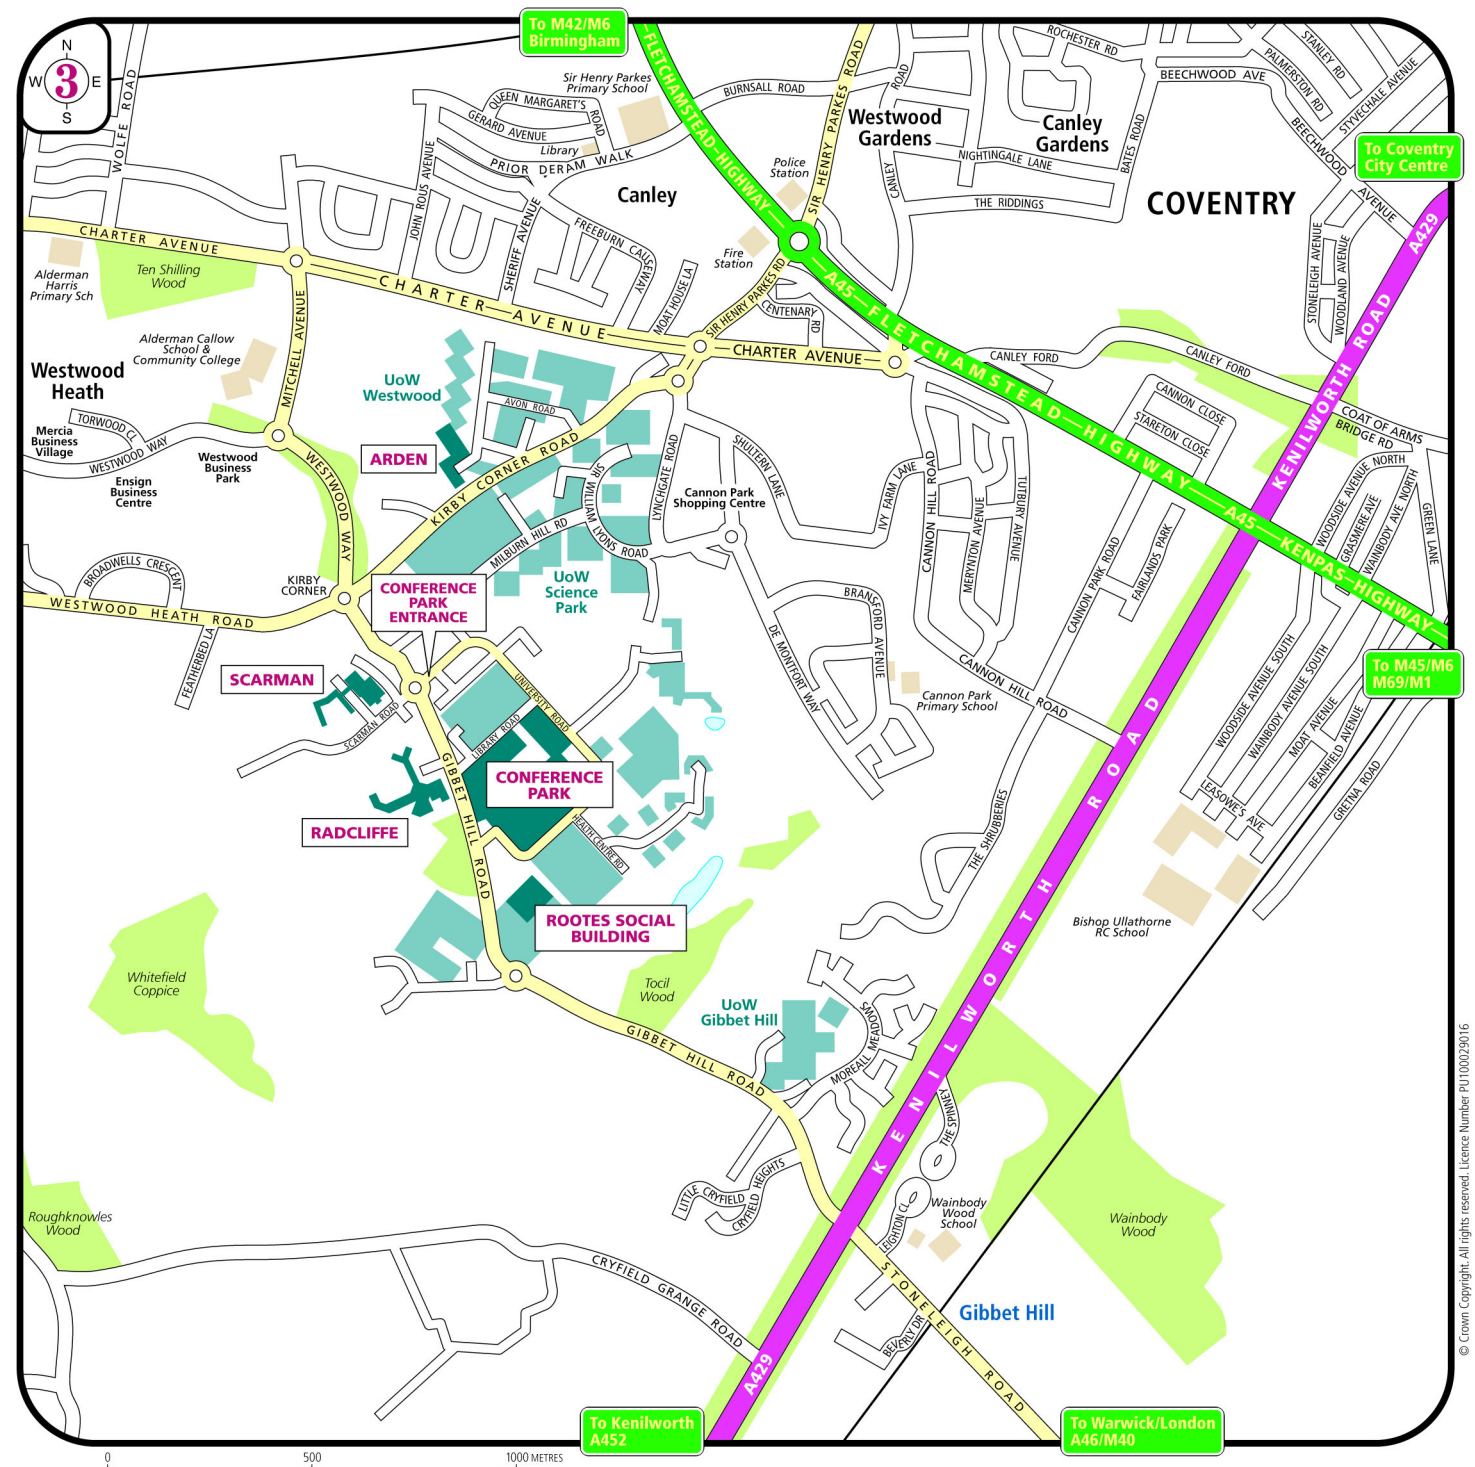 N
W 3 E
S
To M42/M6
Birmingham
To Coventry
City Centre
To M45/M6
M69/M1
To Kenilworth
A452
To Warwick/London
A46/M40
COVENTRY
Westwood
Gardens
Canley
Gardens
Canley
Westwood
Heath
Gibbet Hill
Sir Henry Parkes
Primary School
Library
Police
Station
Fire
Station
Alderman
Harris
Primary Sch
Ten Shilling
Wood
Alderman Callow
School &
Community College
Mercia
Business
Village
Ensign
Business
Centre
Westwood
Business
Park
UoW
Westwood
ARDEN
Cannon Park
Shopping Centre
UoW
Science
Park
KIRBY
CORNER
CONFERENCE
PARK
ENTRANCE
SCARMAN
RADCLIFFE
CONFERENCE
PARK
ROOTES SOCIAL
BUILDING
Cannon Park
Primary School
Bishop Ullathorne
RC School
Whitefield
Coppice
Tocil
Wood
UoW
Gibbet Hill
Roughknowles
Wood
Wainbody
Wood
School
Wainbody
Wood
WOLFE ROAD
CHARTER AVENUE
CHARTER AVENUE
CHARTER AVENUE
JOHN ROUS AVENUE
QUEEN MARGARET'S
ROAD
GERARD AVENUE
PRIOR DERAM WALK
SHERIFF AVENUE
FREEBURN CAUSEWAY
MOAT HOUSE LA
BURNSALL ROAD
FLETCHAMSTEAD-HIGHWAY
SIR HENRY PARKES ROAD
SIR HENRY PARKES RD
CENTENARY
RD
CANLEY
ROAD
NIGHTINGALE LANE
THE RIDDINGS
BATES ROAD
ROCHESTER RD
BEECHWOOD AVE
BEECHWOOD AVENUE
PALMERSTON RD
STANLEY RD
STYVECHALE AVENUE
STONELEIGH AVENUE
WOODLAND AVENUE
A429
KENILWORTH ROAD
A45 FLETCHAMSTEAD HIGHWAY A45 KENPAS HIGHWAY
CANLEY FORD
CANLEY FORD
COAT OF ARMS
BRIDGE RD
CANNON CLOSE
STARETON CLOSE
WOODSIDE AVENUE NORTH
GRASMERE AVE
WAINBODY AVE NORTH
GREEN LANE
MITCHELL AVENUE
TORWOOD CL
WESTWOOD WAY
WESTWOOD WAY
BROADWELLS CRESCENT
WESTWOOD HEATH ROAD
FEATHERBED LA
AVON ROAD
KIRBY CORNER ROAD
MILBURN HILL RD
SIR WILLIAM LYONS ROAD
LYNCHGATE ROAD
SHULTERN LANE
IVY FARM LANE
CANNON HILL ROAD
MERYNTON AVENUE
TUTBURY AVENUE
CANNON PARK ROAD
FAIRLANDS PARK
BRANSFORD AVENUE
DE MONTFORT WAY
CANNON HILL ROAD
SCARMAN ROAD
UNIVERSITY ROAD
LIBRARY ROAD
HEALTH CENTRE RD
GIBBET HILL ROAD
GIBBET HILL ROAD
THE SHRUBBERIES
KENILWORTH ROAD
WOODSIDE AVENUE SOUTH
WAINBODY AVENUE SOUTH
MOAT AVENUE
BEANFIELD AVENUE
GRETNA ROAD
LEASOWE'S AVE
MOREALL MEADOWS
THE SPINNEY
LITTLE CRYFIELD
CRYFIELD HEIGHTS
LEIGHTON CL
CRYFIELD GRANGE ROAD
BEVERLY DR
STONELEIGH ROAD
A429
0 500 1000 METRES
© Crown Copyright. All rights reserved. Licence Number PU100029016